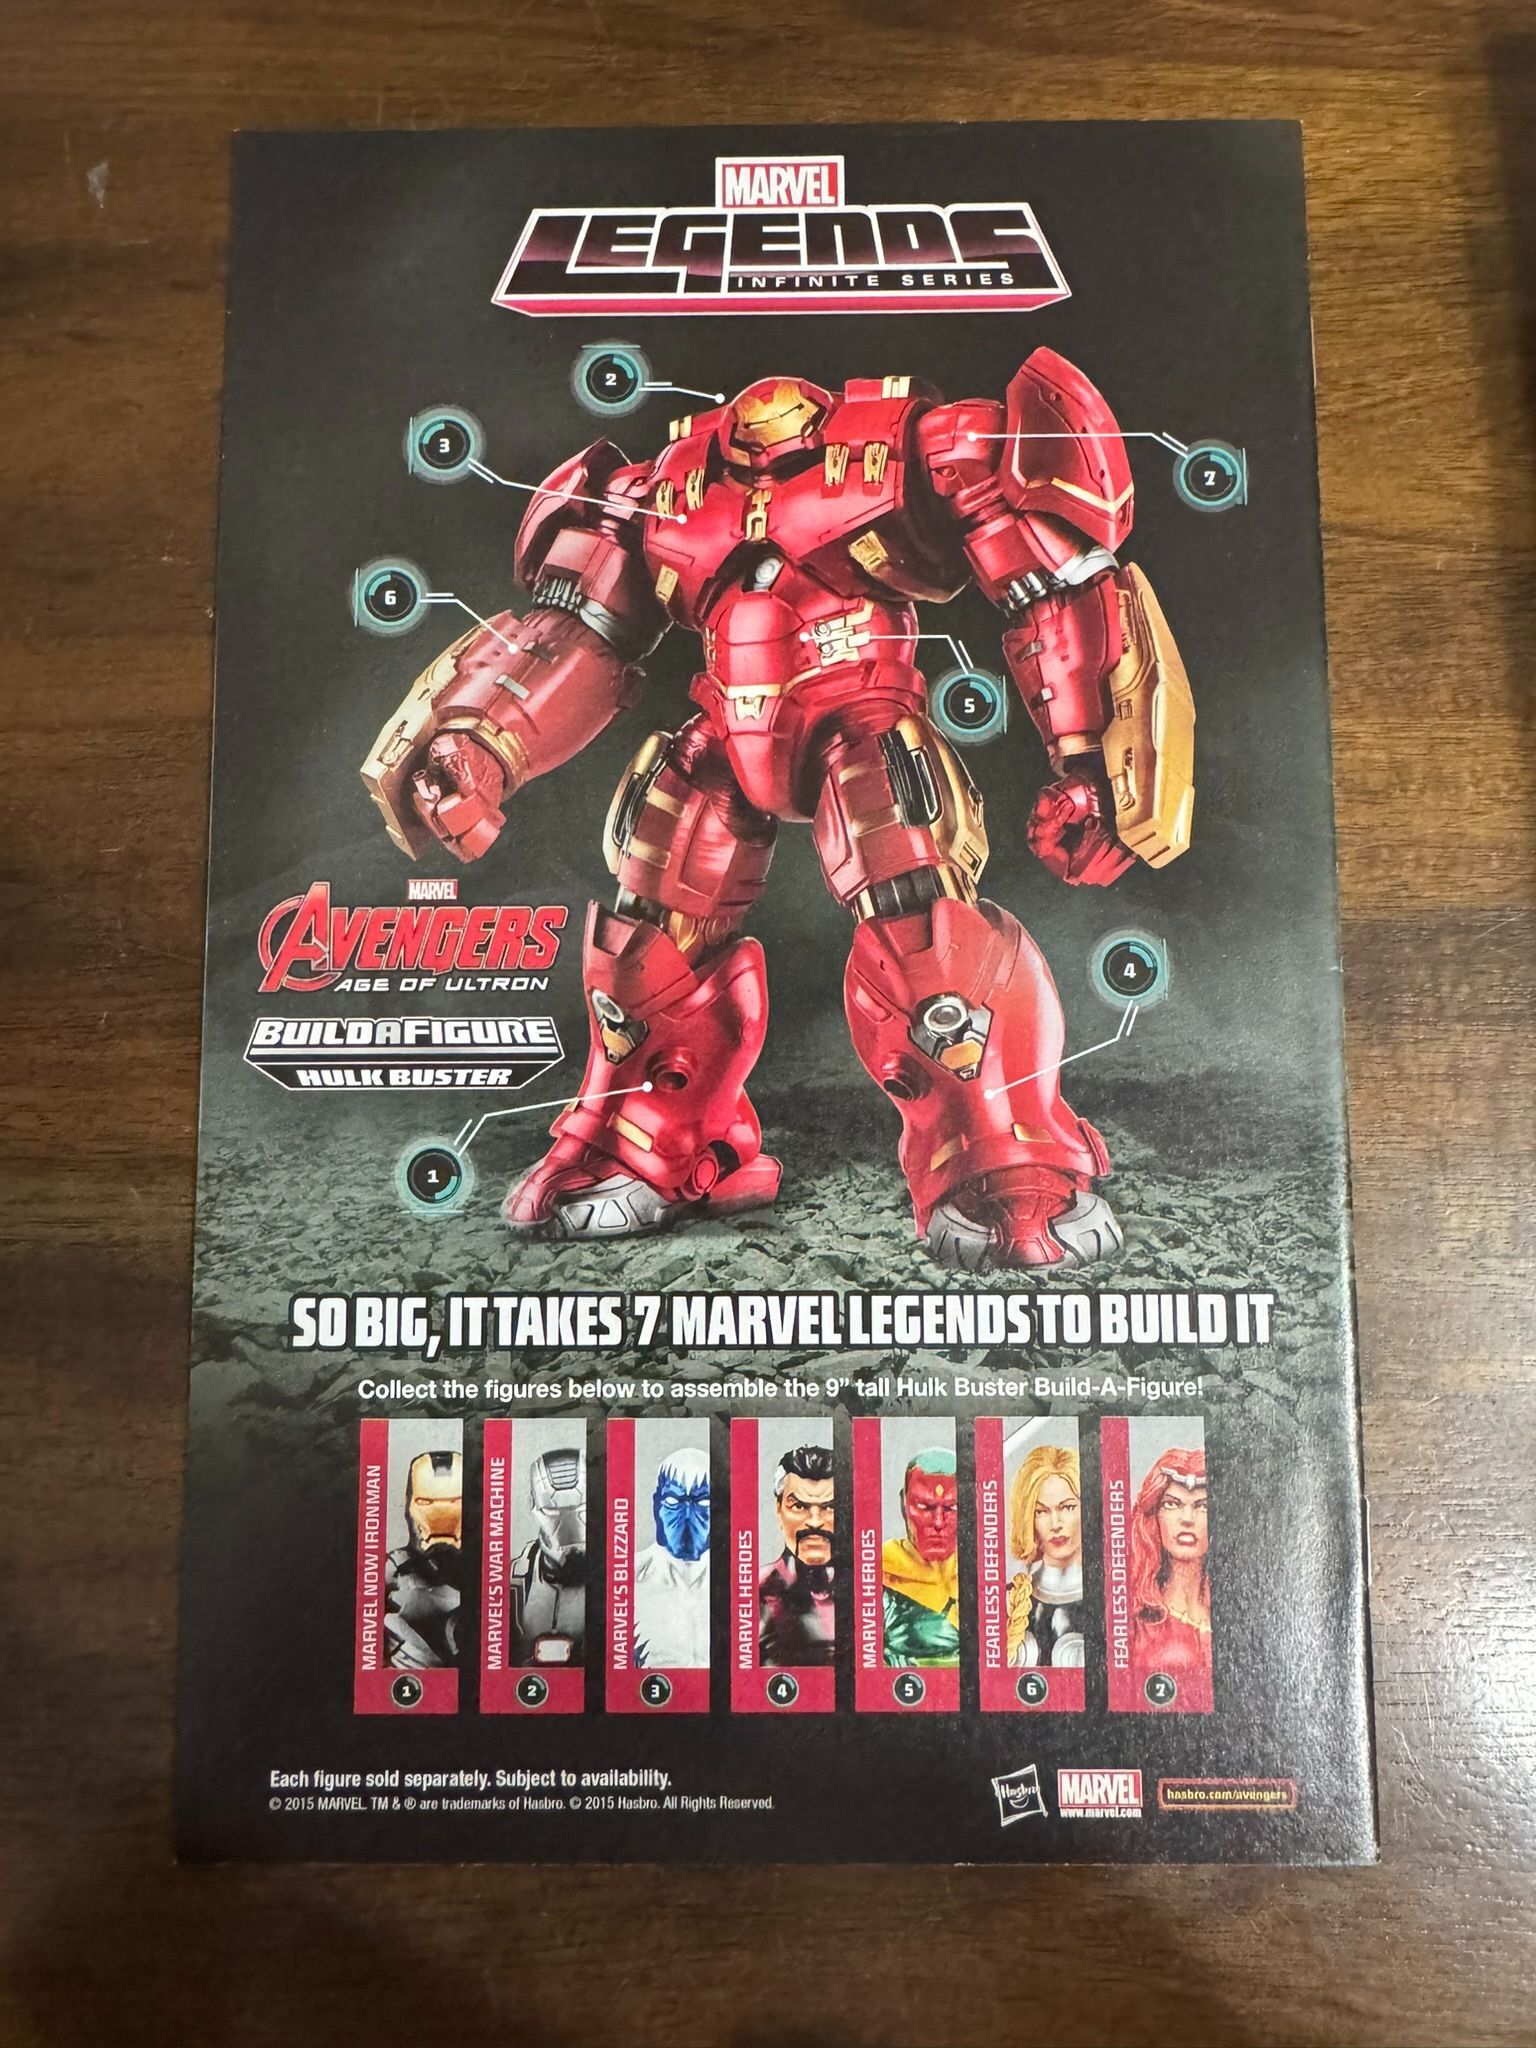 MARVEL
LEGENDS
INFINITE SERIES
2
3
7
6
5
MARVEL
AVENGERS
AGE OF ULTRON
4
BUILDAFIGURE
HULK BUSTER
1
SO BIG, IT TAKES 7 MARVEL LEGENDS TO BUILD IT
Collect the figures below to assemble the 9” tall Hulk Buster Build-A-Figure!
MARVEL NOW IRONMAN
1
MARVEL'S WAR MACHINE
2
MARVEL'S BLIZZARD
3
MARVEL HEROES
4
MARVEL HEROES
5
FEARLESS DEFENDERS
6
FEARLESS DEFENDERS
7
Each figure sold separately. Subject to availability.
© 2015 MARVEL. TM & ® are trademarks of Hasbro. © 2015 Hasbro. All Rights Reserved.
Hasbro
MARVEL
www.marvel.com
hasbro.com/avengers